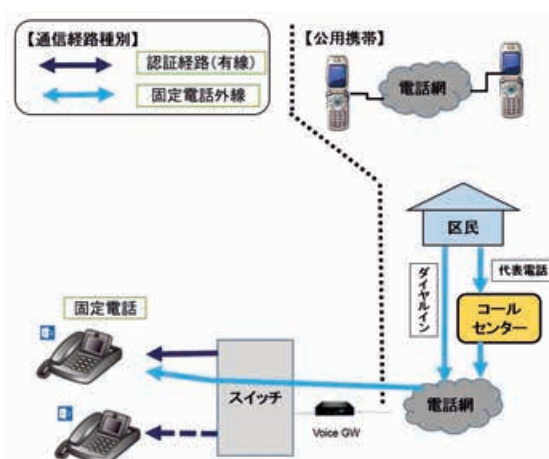 【通信経路種別】
認証経路(有線)
固定電話外線
【公用携帯】
電話網
区民
ダイヤルイン
代表電話
コール
センター
固定電話
スイッチ
Voice GW
電話網